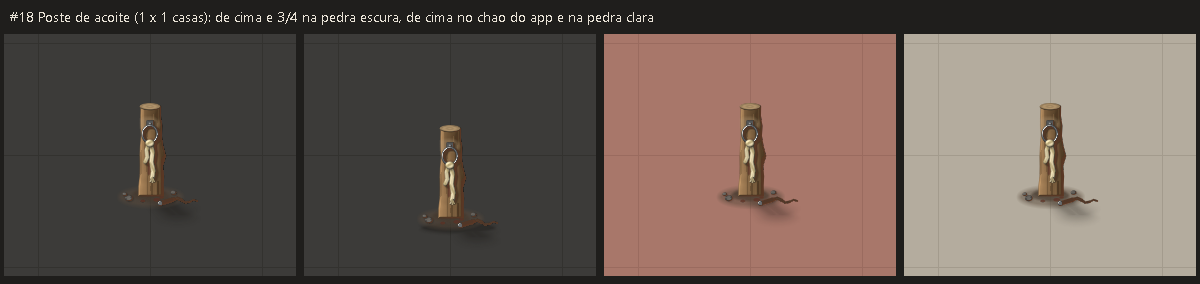 #18 Poste de acoite (1 x 1 casas): de cima e 3/4 na pedra escura, de cima no chao do app e na pedra clara